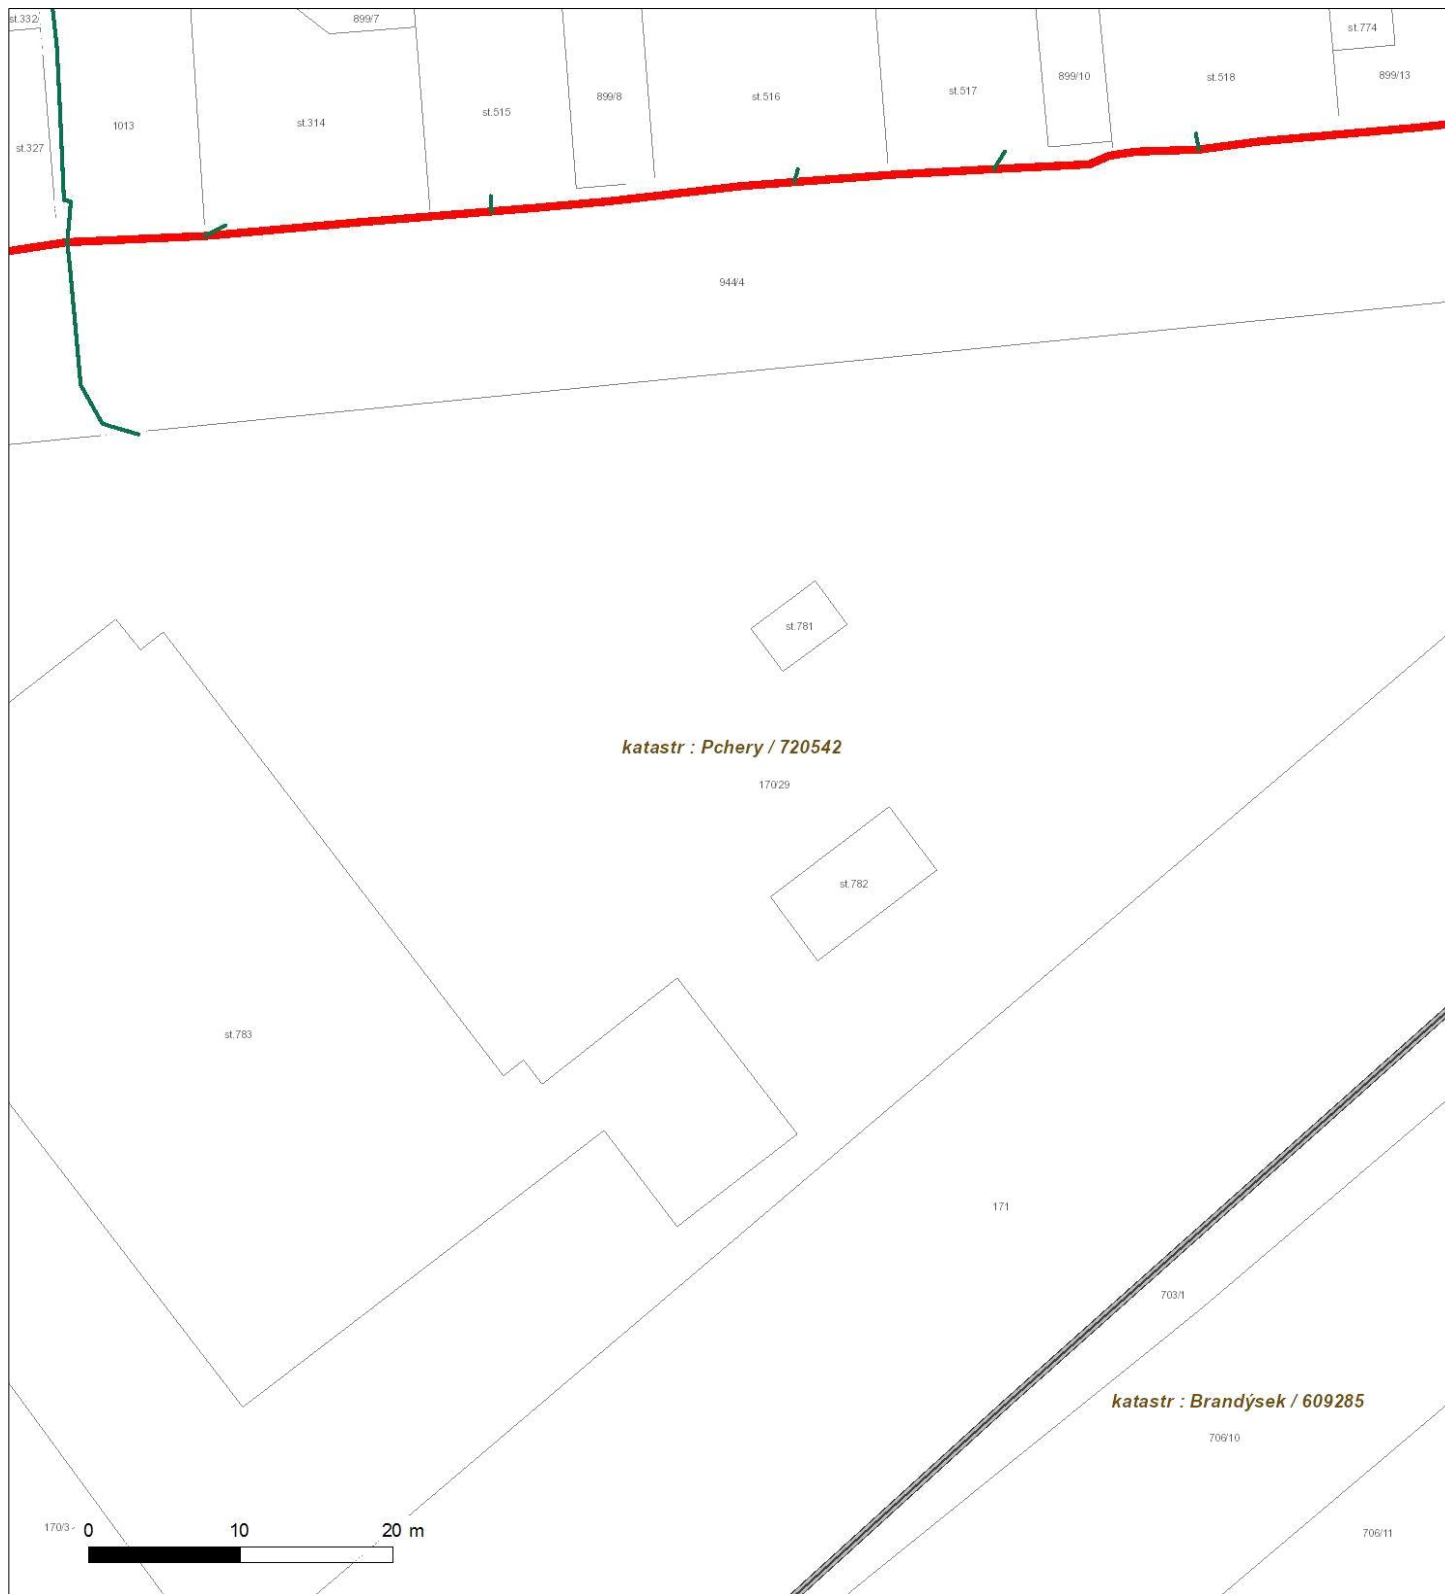 st.332
899/7
st.774
899/8
st.516
st.517
899/10
st.518
899/13
st.515
st.314
1013
st.327
944/4
st.781
katastr : Pchery / 720542
170/29
st.782
st.783
171
703/1
katastr : Brandýsek / 609285
706/10
170/3
0 10 20 m
706/11